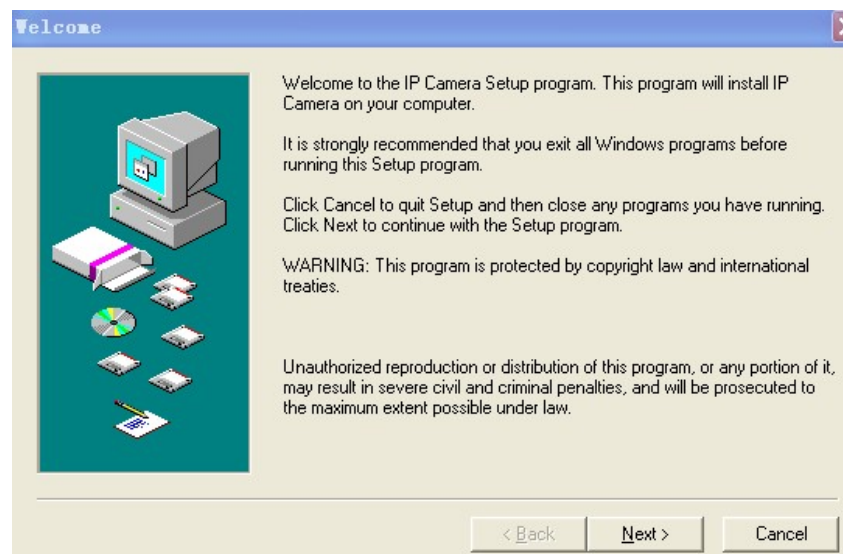 Welcome
Welcome to the IP Camera Setup program. This program will install IP
Camera on your computer.
It is strongly recommended that you exit all Windows programs before
running this Setup program.
Click Cancel to quit Setup and then close any programs you have running.
Click Next to continue with the Setup program.
WARNING: This program is protected by copyright law and international
treaties.
Unauthorized reproduction or distribution of this program, or any portion of it,
may result in severe civil and criminal penalties, and will be prosecuted to
the maximum extent possible under law.
< Back Next > Cancel